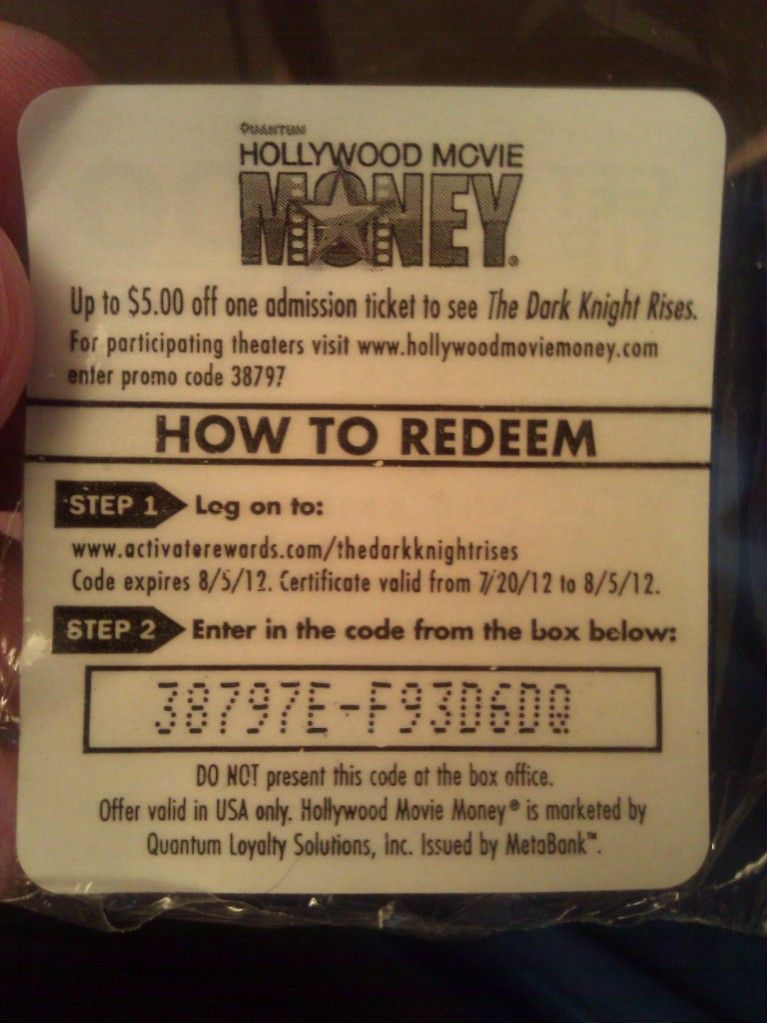 QUANTUM
HOLLYWOOD MOVIE
MONEY®
Up to $5.00 off one admission ticket to see The Dark Knight Rises.
For participating theaters visit www.hollywoodmoviemoney.com
enter promo code 38797
HOW TO REDEEM
STEP 1 Log on to:
www.activaterewards.com/thedarkknightrises
Code expires 8/5/12. Certificate valid from 7/20/12 to 8/5/12.
STEP 2 Enter in the code from the box below:
38797E-F93D6DQ
DO NOT present this code at the box office.
Offer valid in USA only. Hollywood Movie Money® is marketed by
Quantum Loyalty Solutions, Inc. Issued by MetaBank™.